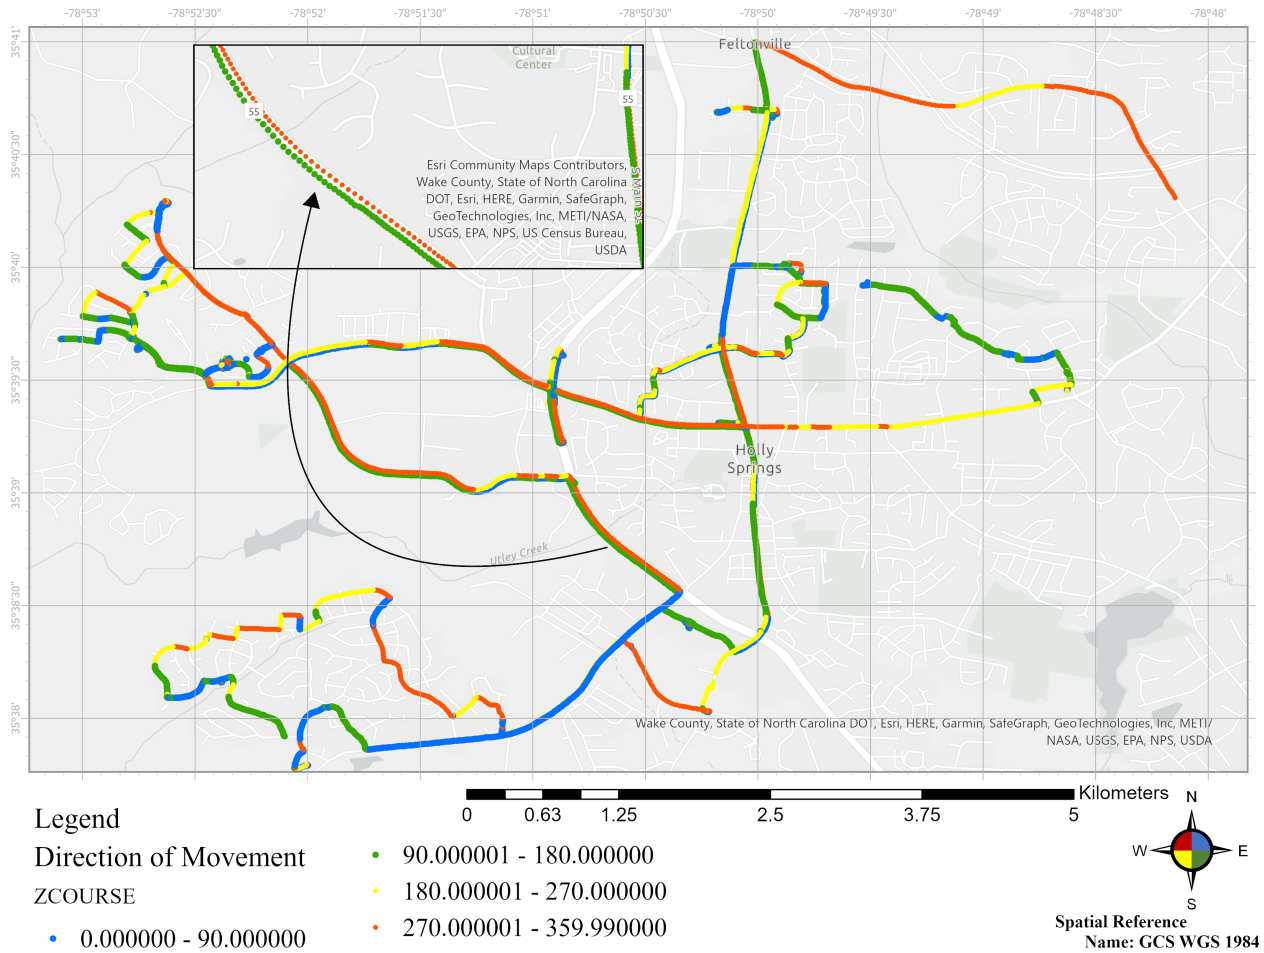 -78°53' -78°52'30" -78°52' -78°51'30" -78°51' -78°50'30" -78°50' -78°49'30" -78°49' -78°48'30" -78°48'
35°41'
35°40'30"
35°40'
35°39'30"
35°39'
35°38'30"
35°38'
Feltonville
Cultural
Center
55
55
S Main St
Esri Community Maps Contributors,
Wake County, State of North Carolina
DOT, Esri, HERE, Garmin, SafeGraph,
GeoTechnologies, Inc, METI/NASA,
USGS, EPA, NPS, US Census Bureau,
USDA
Holly
Springs
Utley Creek
Wake County, State of North Carolina DOT, Esri, HERE, Garmin, SafeGraph, GeoTechnologies, Inc, METI/
NASA, USGS, EPA, NPS, USDA
Kilometers
0 0.63 1.25 2.5 3.75 5
Legend
Direction of Movement
ZCOURSE
0.000000 - 90.000000
90.000001 - 180.000000
180.000001 - 270.000000
270.000001 - 359.990000
N
W E
S
Spatial Reference
Name: GCS WGS 1984